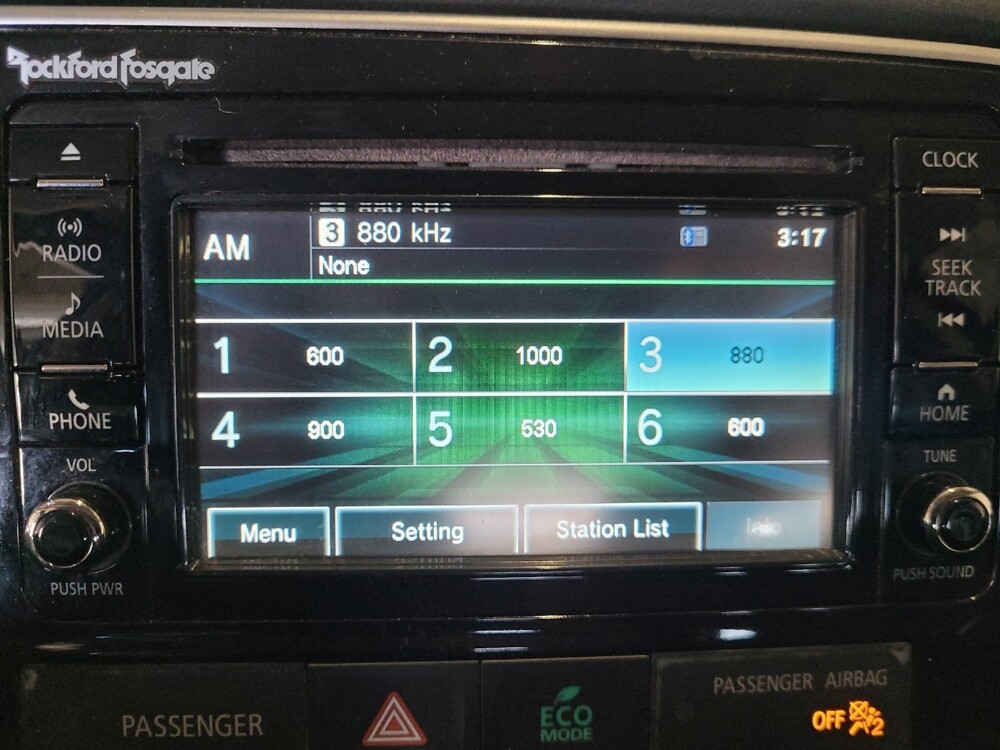 Rockford Fosgate
CLOCK
RADIO
MEDIA
PHONE
VOL
PUSH PWR
AM
3 880 kHz
3:17
None
1 600
2 1000
3 880
4 900
5 530
6 600
Menu
Setting
Station List
Info
SEEK
TRACK
HOME
TUNE
PUSH SOUND
PASSENGER
ECO
MODE
PASSENGER AIRBAG
OFF 2